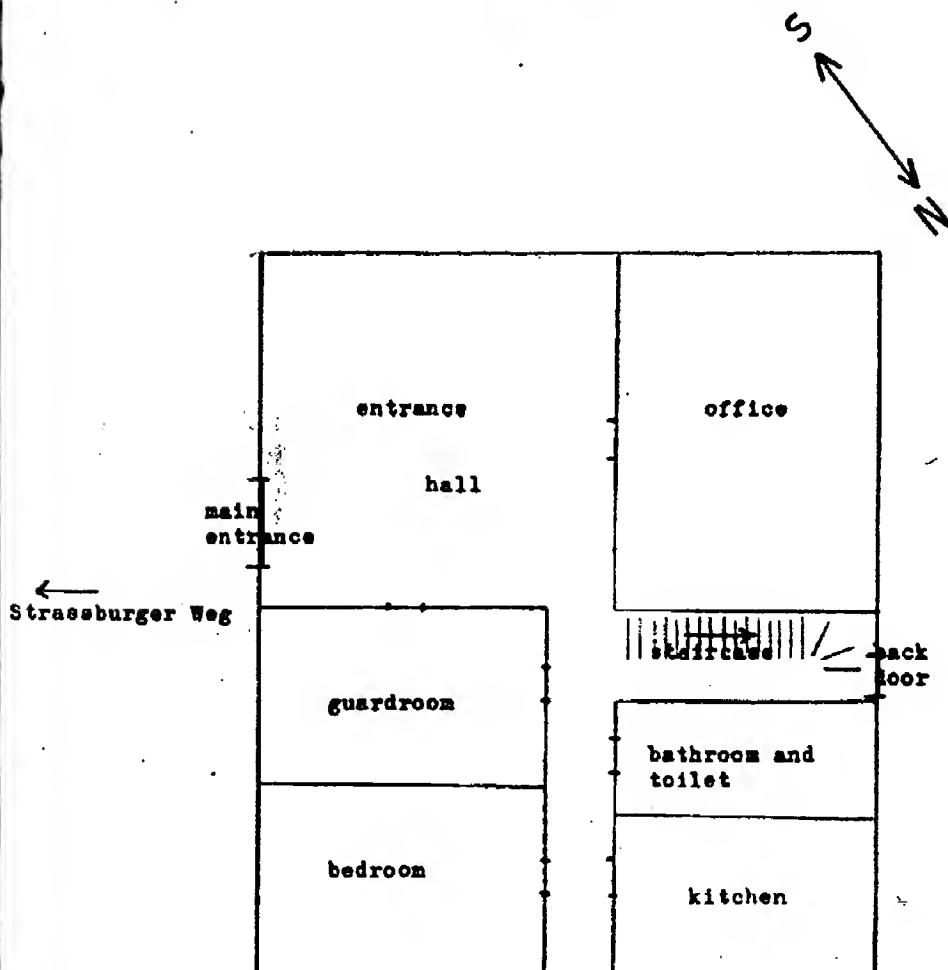 S
N
entrance
office
hall
main
entrance
Strassburger Weg
staircase
back
door
guardroom
bathroom and
toilet
bedroom
kitchen